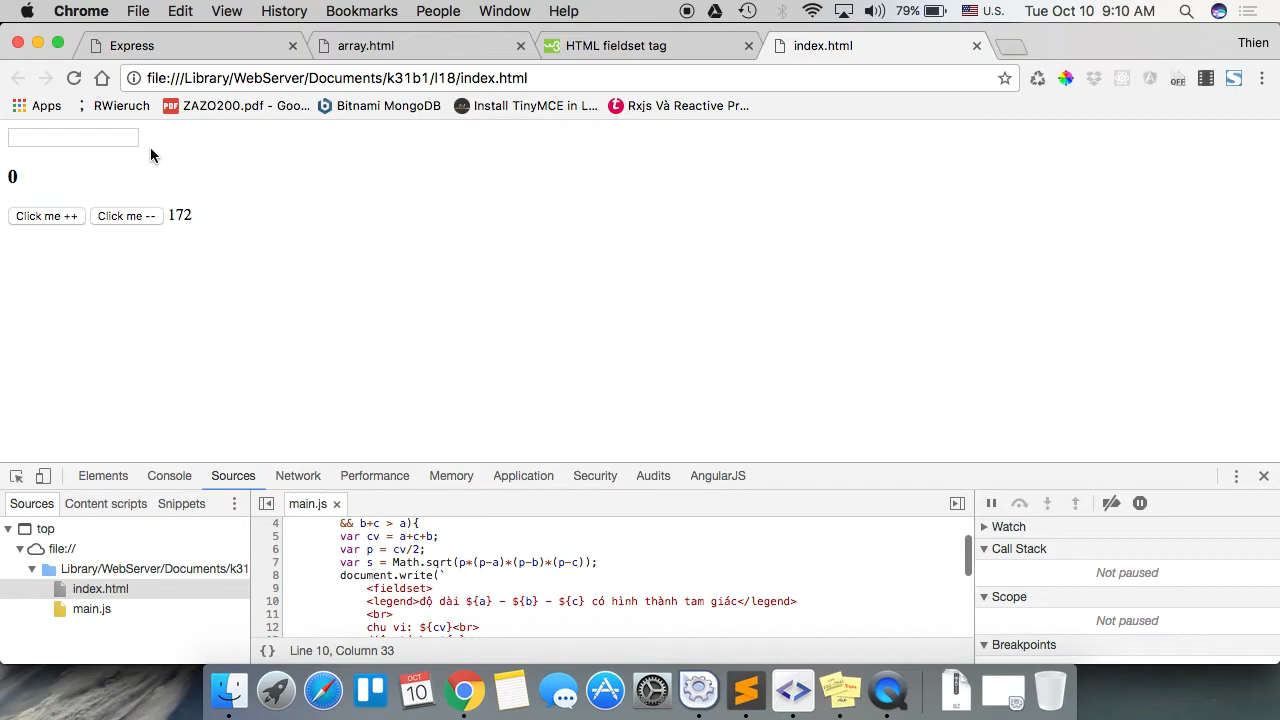 Chrome File Edit View History Bookmarks People Window Help 79% U.S. Tue Oct 10 9:10 AM
Express array.html HTML fieldset tag index.html Thien
file:///Library/WebServer/Documents/k31b1/l18/index.html
Apps RWieruch ZAZO200.pdf - Goo... Bitnami MongoDB Install TinyMCE in L... Rxjs Và Reactive Pr...
0
Click me ++ Click me -- 172
Elements Console Sources Network Performance Memory Application Security Audits AngularJS
Sources Content scripts Snippets main.js
top
file://
Library/WebServer/Documents/k31
index.html
main.js
4 && b+c > a){
5 var cv = a+c+b;
6 var p = cv/2;
7 var s = Math.sqrt(p*(p-a)*(p-b)*(p-c));
8 document.write(`
9 <fieldset>
10 <legend>độ dài ${a} - ${b} - ${c} có hình thành tam giác</legend>
11 <br>
12 chu vi: ${cv}<br>
{} Line 10, Column 33
Watch
Call Stack
Not paused
Scope
Not paused
Breakpoints
OCT
10